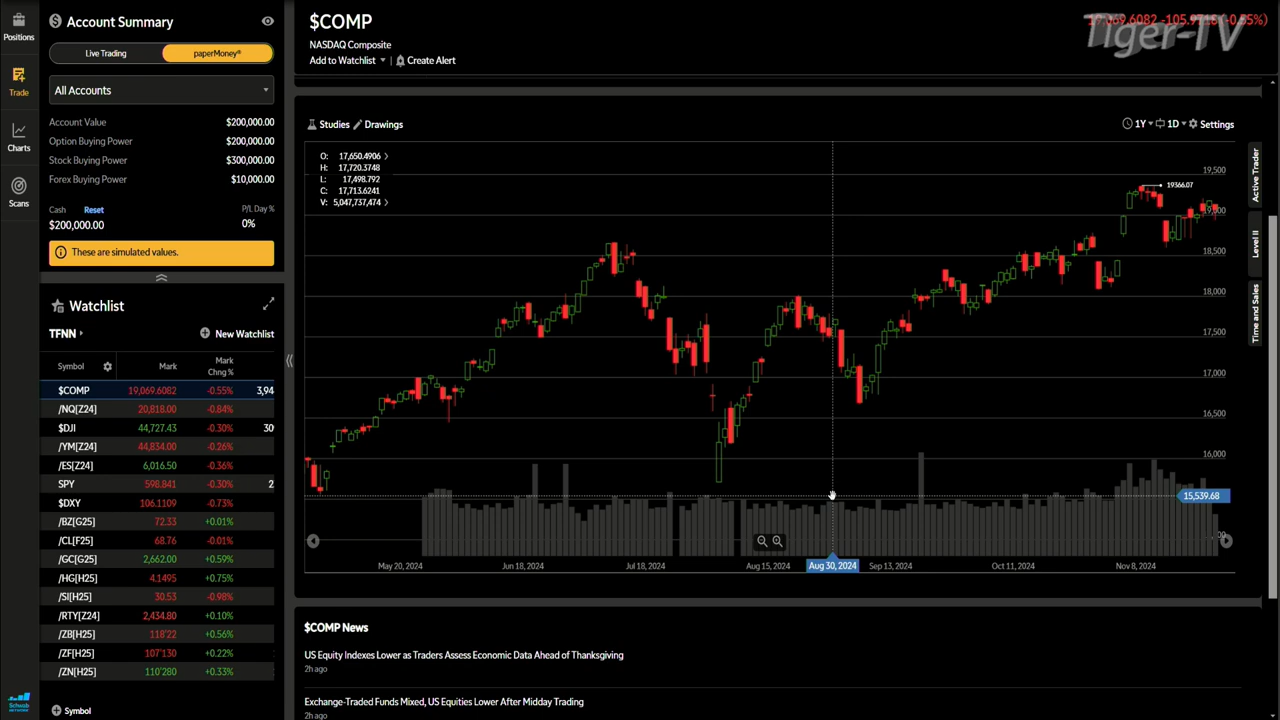 Positions
Trade
Charts
Scans
Schwab
NETWORK
Account Summary
Live Trading
paperMoney®
All Accounts
Account Value $200,000.00
Option Buying Power $200,000.00
Stock Buying Power $300,000.00
Forex Buying Power $10,000.00
Cash Reset P/L Day %
$200,000.00 0%
These are simulated values.
Watchlist
TFNN
New Watchlist
Symbol Mark Mark Chng %
$COMP 19,069.6082 -0.55% 3,94
/NQ[Z24] 20,818.00 -0.84%
$DJI 44,727.43 -0.30% 30
/YM[Z24] 44,834.00 -0.26%
/ES[Z24] 6,016.50 -0.36%
SPY 598.841 -0.30% 2
$DXY 106.1109 -0.73%
/BZ[G25] 72.33 +0.01%
/CL[F25] 68.76 -0.01%
/GC[G25] 2,662.00 +0.59%
/HG[H25] 4.1495 +0.75%
/SI[H25] 30.53 -0.98%
/RTY[Z24] 2,434.80 +0.10%
/ZB[H25] 118'22 +0.56%
/ZF[H25] 107'130 +0.22%
/ZN[H25] 110'280 +0.33%
Symbol
$COMP
19,069.6082 -105.9716 (-0.55%)
Tiger-TV
NASDAQ Composite
Add to Watchlist Create Alert
Studies Drawings
1Y 1D Settings
O: 17,650.4906
H: 17,720.3748
L: 17,498.792
C: 17,713.6241
V: 5,047,737,474
19366.07
19,500
19,000
18,500
18,000
17,500
17,000
16,500
16,000
15,539.68
May 20, 2024
Jun 18, 2024
Jul 18, 2024
Aug 15, 2024
Aug 30, 2024
Sep 13, 2024
Oct 11, 2024
Nov 8, 2024
Active Trader
Level II
Time and Sales
$COMP News
US Equity Indexes Lower as Traders Assess Economic Data Ahead of Thanksgiving
2h ago
Exchange-Traded Funds Mixed, US Equities Lower After Midday Trading
2h ago